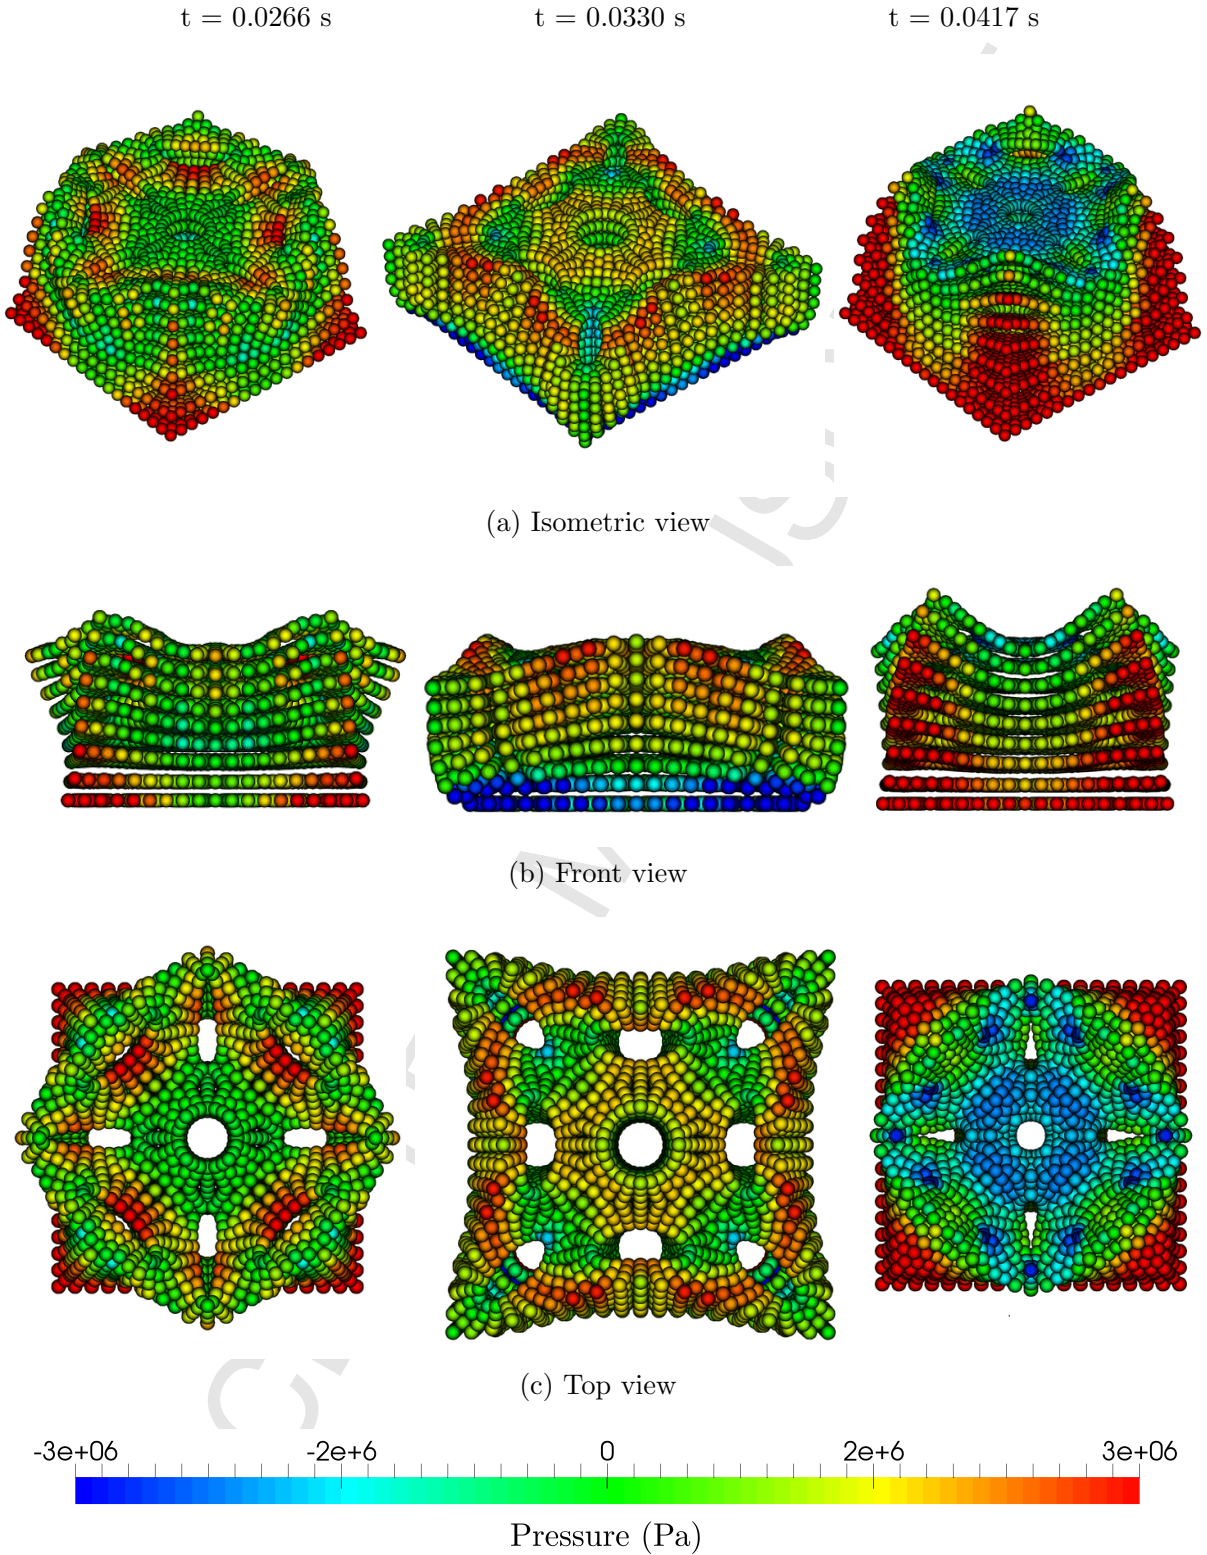 t = 0.0266 s t = 0.0330 s t = 0.0417 s
(a) Isometric view
(b) Front view
(c) Top view
-3e+06 -2e+6 0 2e+6 3e+06
Pressure (Pa)